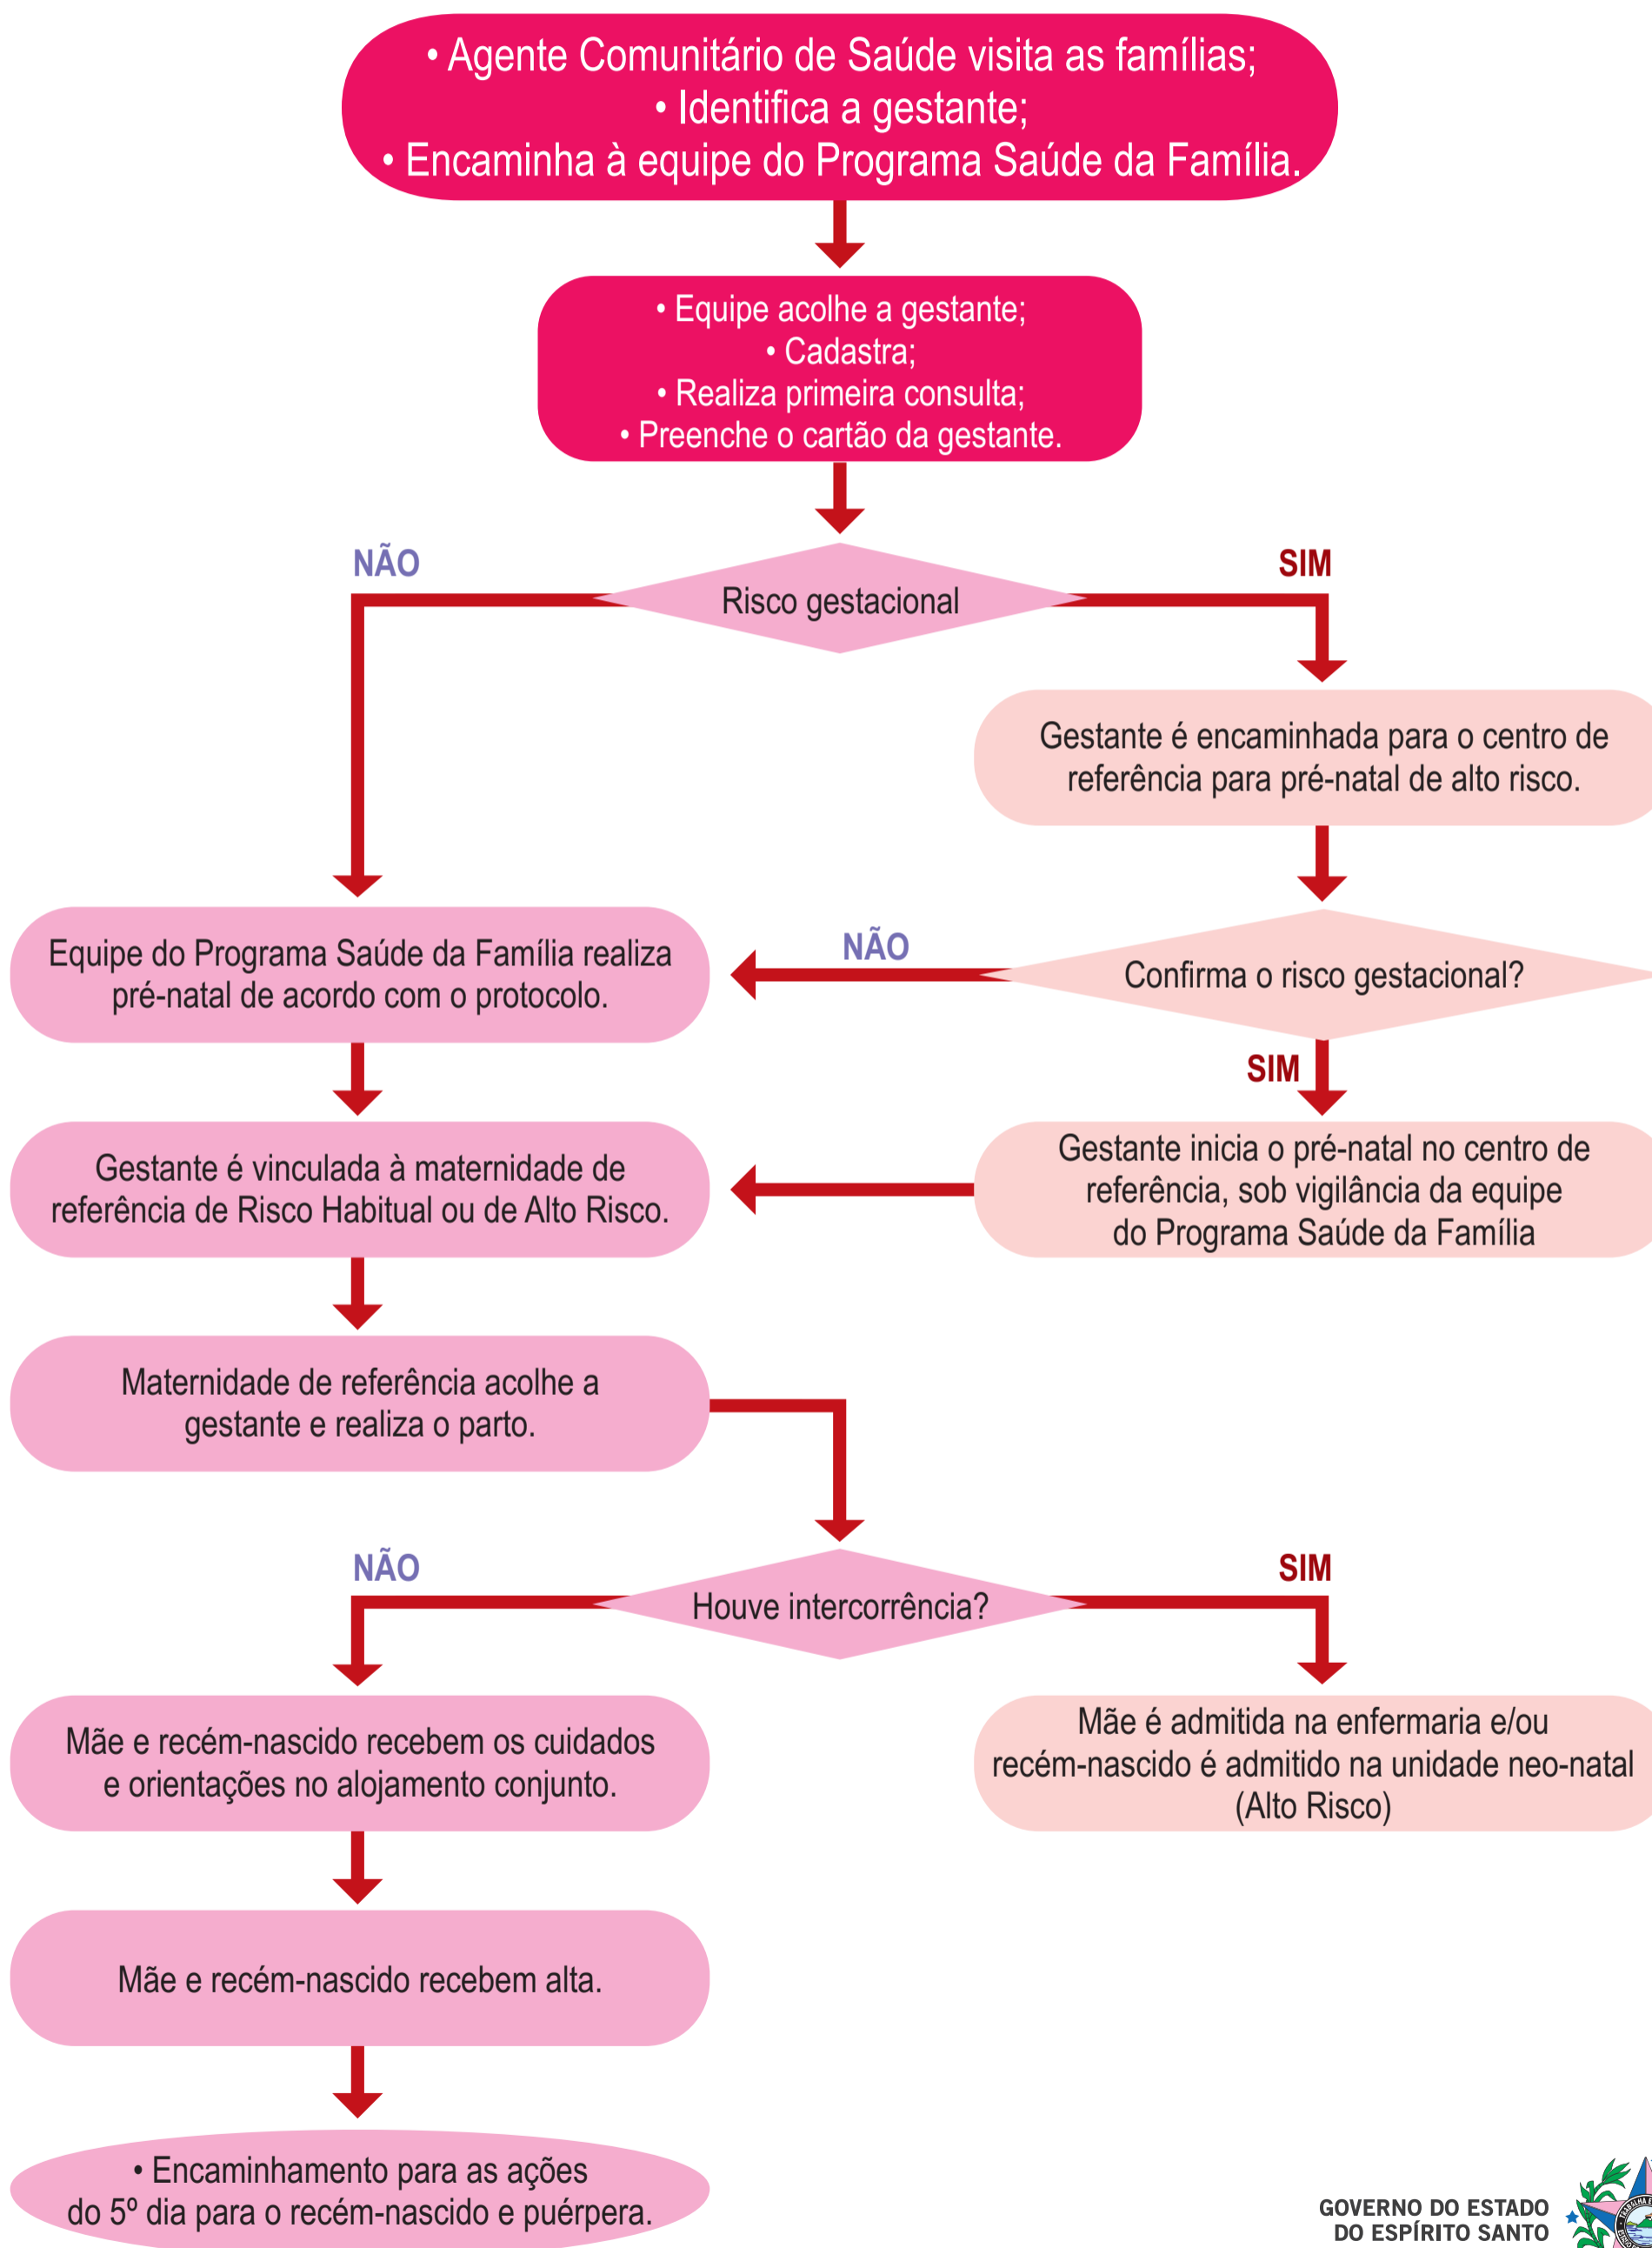 • Agente Comunitário de Saúde visita as famílias;
• Identifica a gestante;
• Encaminha à equipe do Programa Saúde da Família.
• Equipe acolhe a gestante;
• Cadastra;
• Realiza primeira consulta;
• Preenche o cartão da gestante.
NÃO
SIM
Risco gestacional
Gestante é encaminhada para o centro de
referência para pré-natal de alto risco.
Equipe do Programa Saúde da Família realiza
pré-natal de acordo com o protocolo.
NÃO
Confirma o risco gestacional?
SIM
Gestante é vinculada à maternidade de
referência de Risco Habitual ou de Alto Risco.
Gestante inicia o pré-natal no centro de
referência, sob vigilância da equipe
do Programa Saúde da Família
Maternidade de referência acolhe a
gestante e realiza o parto.
NÃO
SIM
Houve intercorrência?
Mãe e recém-nascido recebem os cuidados
e orientações no alojamento conjunto.
Mãe é admitida na enfermaria e/ou
recém-nascido é admitido na unidade neo-natal
(Alto Risco)
Mãe e recém-nascido recebem alta.
• Encaminhamento para as ações
do 5º dia para o recém-nascido e puérpera.
GOVERNO DO ESTADO
DO ESPÍRITO SANTO